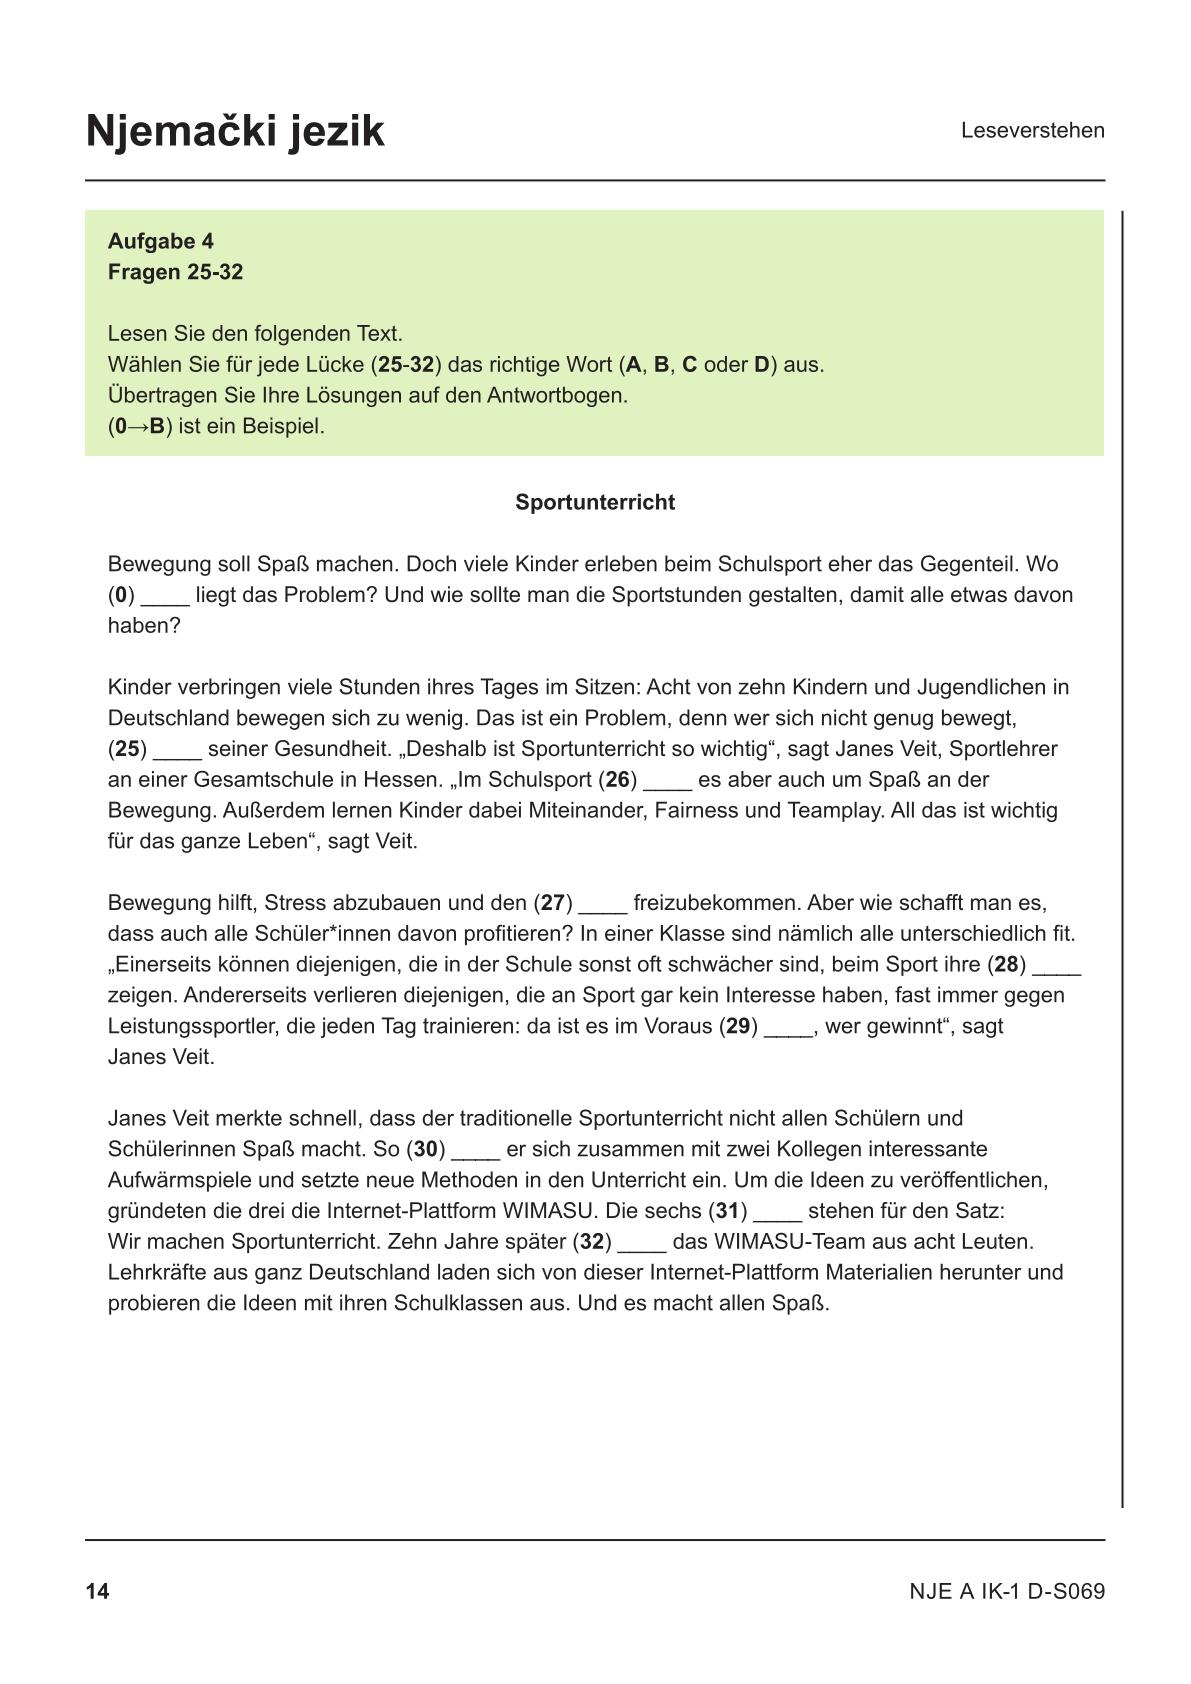 Njemački jezik
Leseverstehen
Aufgabe 4
Fragen 25-32
Lesen Sie den folgenden Text.
Wählen Sie für jede Lücke (25-32) das richtige Wort (A, B, C oder D) aus.
Übertragen Sie Ihre Lösungen auf den Antwortbogen.
(0→B) ist ein Beispiel.
Sportunterricht
Bewegung soll Spaß machen. Doch viele Kinder erleben beim Schulsport eher das Gegenteil. Wo
(0) ____ liegt das Problem? Und wie sollte man die Sportstunden gestalten, damit alle etwas davon
haben?
Kinder verbringen viele Stunden ihres Tages im Sitzen: Acht von zehn Kindern und Jugendlichen in
Deutschland bewegen sich zu wenig. Das ist ein Problem, denn wer sich nicht genug bewegt,
(25) ____ seiner Gesundheit. „Deshalb ist Sportunterricht so wichtig“, sagt Janes Veit, Sportlehrer
an einer Gesamtschule in Hessen. „Im Schulsport (26) ____ es aber auch um Spaß an der
Bewegung. Außerdem lernen Kinder dabei Miteinander, Fairness und Teamplay. All das ist wichtig
für das ganze Leben“, sagt Veit.
Bewegung hilft, Stress abzubauen und den (27) ____ freizubekommen. Aber wie schafft man es,
dass auch alle Schüler*innen davon profitieren? In einer Klasse sind nämlich alle unterschiedlich fit.
„Einerseits können diejenigen, die in der Schule sonst oft schwächer sind, beim Sport ihre (28) ____
zeigen. Andererseits verlieren diejenigen, die an Sport gar kein Interesse haben, fast immer gegen
Leistungssportler, die jeden Tag trainieren: da ist es im Voraus (29) ____, wer gewinnt“, sagt
Janes Veit.
Janes Veit merkte schnell, dass der traditionelle Sportunterricht nicht allen Schülern und
Schülerinnen Spaß macht. So (30) ____ er sich zusammen mit zwei Kollegen interessante
Aufwärmspiele und setzte neue Methoden in den Unterricht ein. Um die Ideen zu veröffentlichen,
gründeten die drei die Internet-Plattform WIMASU. Die sechs (31) ____ stehen für den Satz:
Wir machen Sportunterricht. Zehn Jahre später (32) ____ das WIMASU-Team aus acht Leuten.
Lehrkräfte aus ganz Deutschland laden sich von dieser Internet-Plattform Materialien herunter und
probieren die Ideen mit ihren Schulklassen aus. Und es macht allen Spaß.
14
NJE A IK-1 D-S069